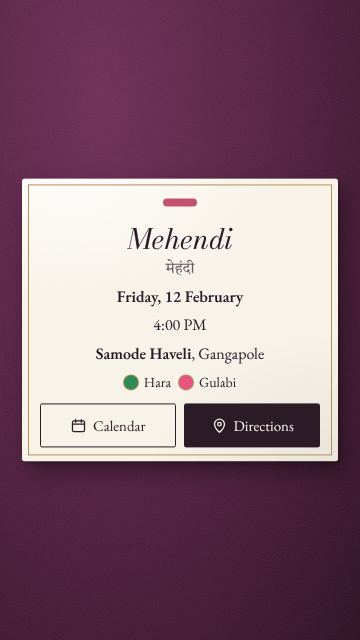 Mehendi
मेहंदी
Friday, 12 February
4:00 PM
Samode Haveli, Gangapole
Hara Gulabi
Calendar Directions